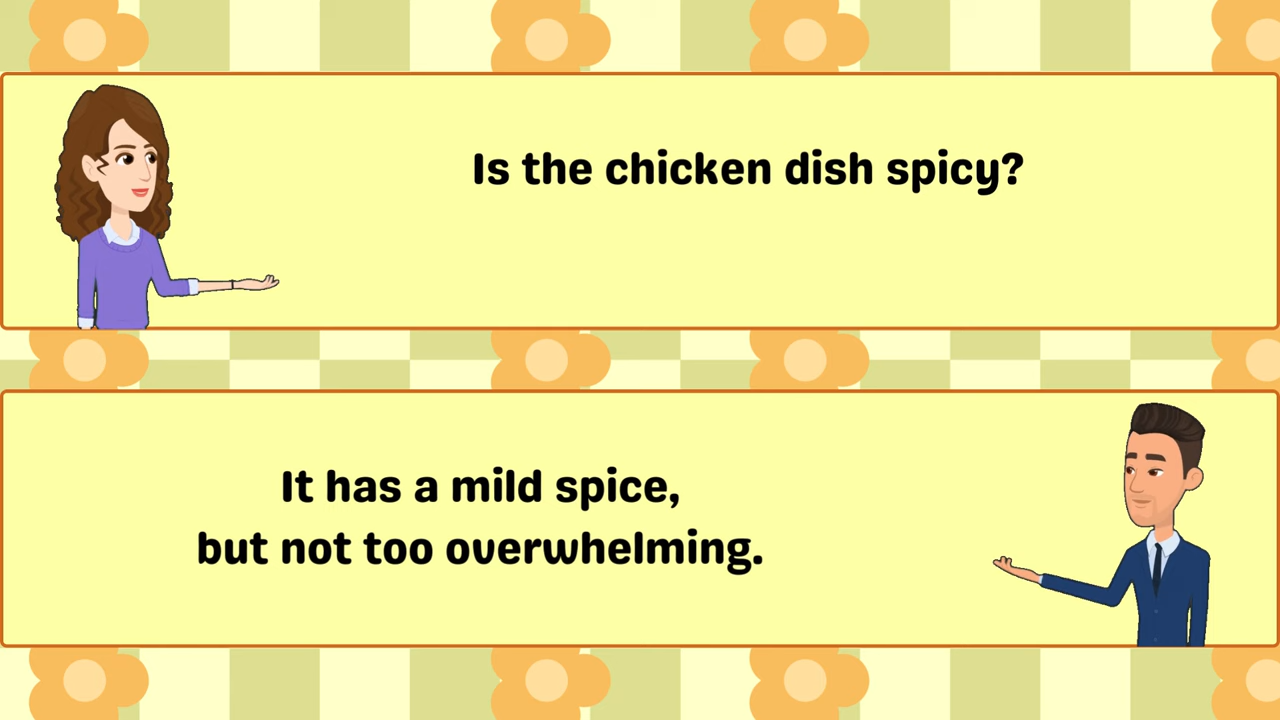 Is the chicken dish spicy?
It has a mild spice,
but not too overwhelming.